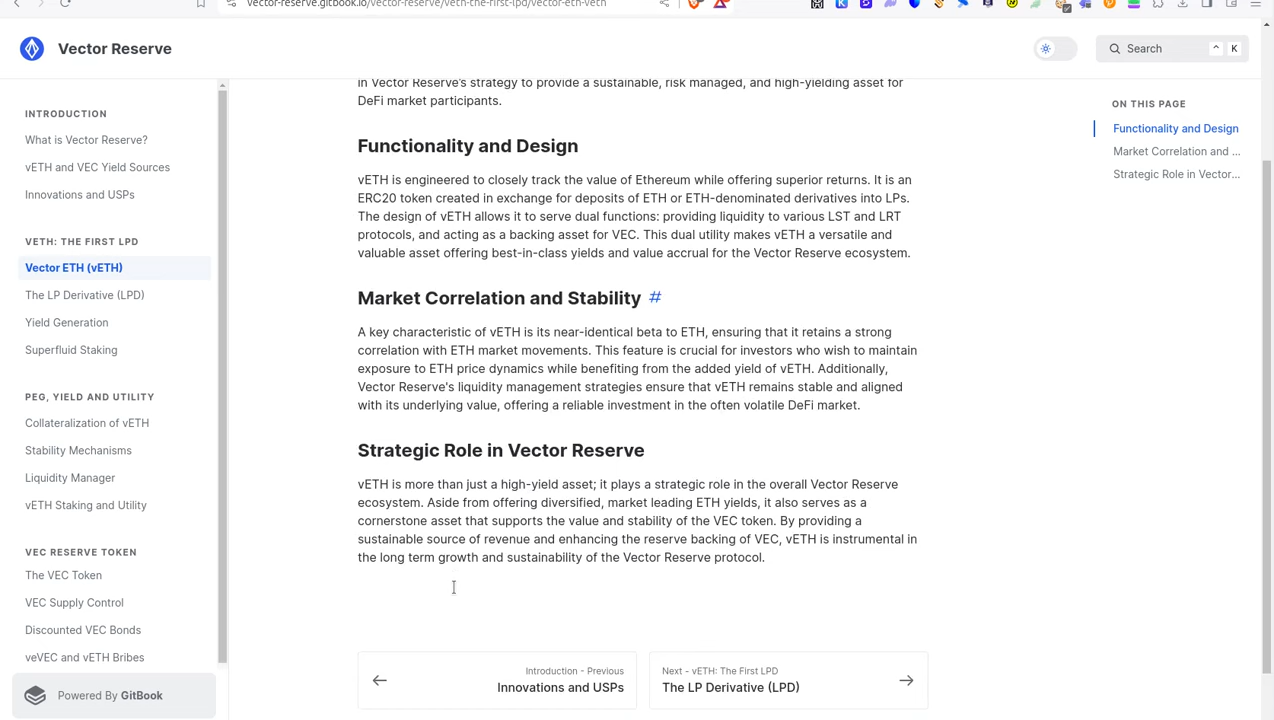 vector-reserve.gitbook.io/vector-reserve/veth-the-first-lpd/vector-eth-veth
Vector Reserve
Search
^
K
INTRODUCTION
What is Vector Reserve?
vETH and VEC Yield Sources
Innovations and USPs
VETH: THE FIRST LPD
Vector ETH (vETH)
The LP Derivative (LPD)
Yield Generation
Superfluid Staking
PEG, YIELD AND UTILITY
Collateralization of vETH
Stability Mechanisms
Liquidity Manager
vETH Staking and Utility
VEC RESERVE TOKEN
The VEC Token
VEC Supply Control
Discounted VEC Bonds
veVEC and vETH Bribes
Powered By GitBook
in Vector Reserve's strategy to provide a sustainable, risk managed, and high-yielding asset for
DeFi market participants.
Functionality and Design
vETH is engineered to closely track the value of Ethereum while offering superior returns. It is an
ERC20 token created in exchange for deposits of ETH or ETH-denominated derivatives into LPs.
The design of vETH allows it to serve dual functions: providing liquidity to various LST and LRT
protocols, and acting as a backing asset for VEC. This dual utility makes vETH a versatile and
valuable asset offering best-in-class yields and value accrual for the Vector Reserve ecosystem.
Market Correlation and Stability #
A key characteristic of vETH is its near-identical beta to ETH, ensuring that it retains a strong
correlation with ETH market movements. This feature is crucial for investors who wish to maintain
exposure to ETH price dynamics while benefiting from the added yield of vETH. Additionally,
Vector Reserve's liquidity management strategies ensure that vETH remains stable and aligned
with its underlying value, offering a reliable investment in the often volatile DeFi market.
Strategic Role in Vector Reserve
vETH is more than just a high-yield asset; it plays a strategic role in the overall Vector Reserve
ecosystem. Aside from offering diversified, market leading ETH yields, it also serves as a
cornerstone asset that supports the value and stability of the VEC token. By providing a
sustainable source of revenue and enhancing the reserve backing of VEC, vETH is instrumental in
the long term growth and sustainability of the Vector Reserve protocol.
Introduction - Previous
Innovations and USPs
Next - vETH: The First LPD
The LP Derivative (LPD)
ON THIS PAGE
Functionality and Design
Market Correlation and ...
Strategic Role in Vector...